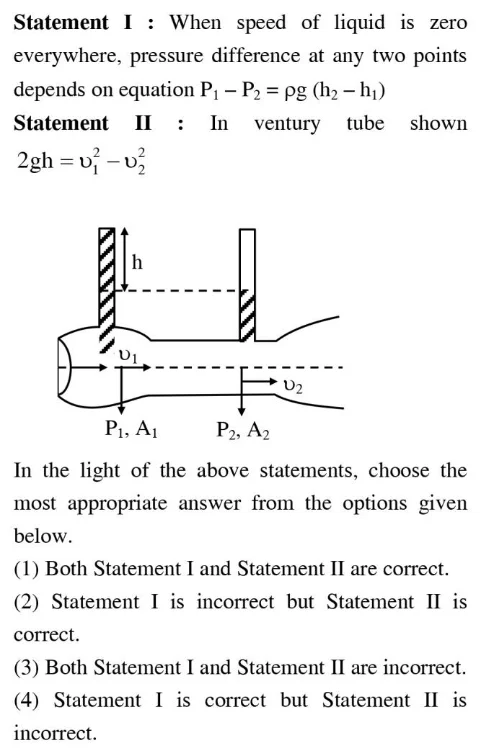 Statement I : When speed of liquid is zero
everywhere, pressure difference at any two points
depends on equation P₁ – P₂ = ρg (h₂ – h₁)
Statement II : In ventury tube shown
2gh = υ₁² – υ₂²
h
υ₁
υ₂
P₁, A₁ P₂, A₂
In the light of the above statements, choose the
most appropriate answer from the options given
below.
(1) Both Statement I and Statement II are correct.
(2) Statement I is incorrect but Statement II is
correct.
(3) Both Statement I and Statement II are incorrect.
(4) Statement I is correct but Statement II is
incorrect.